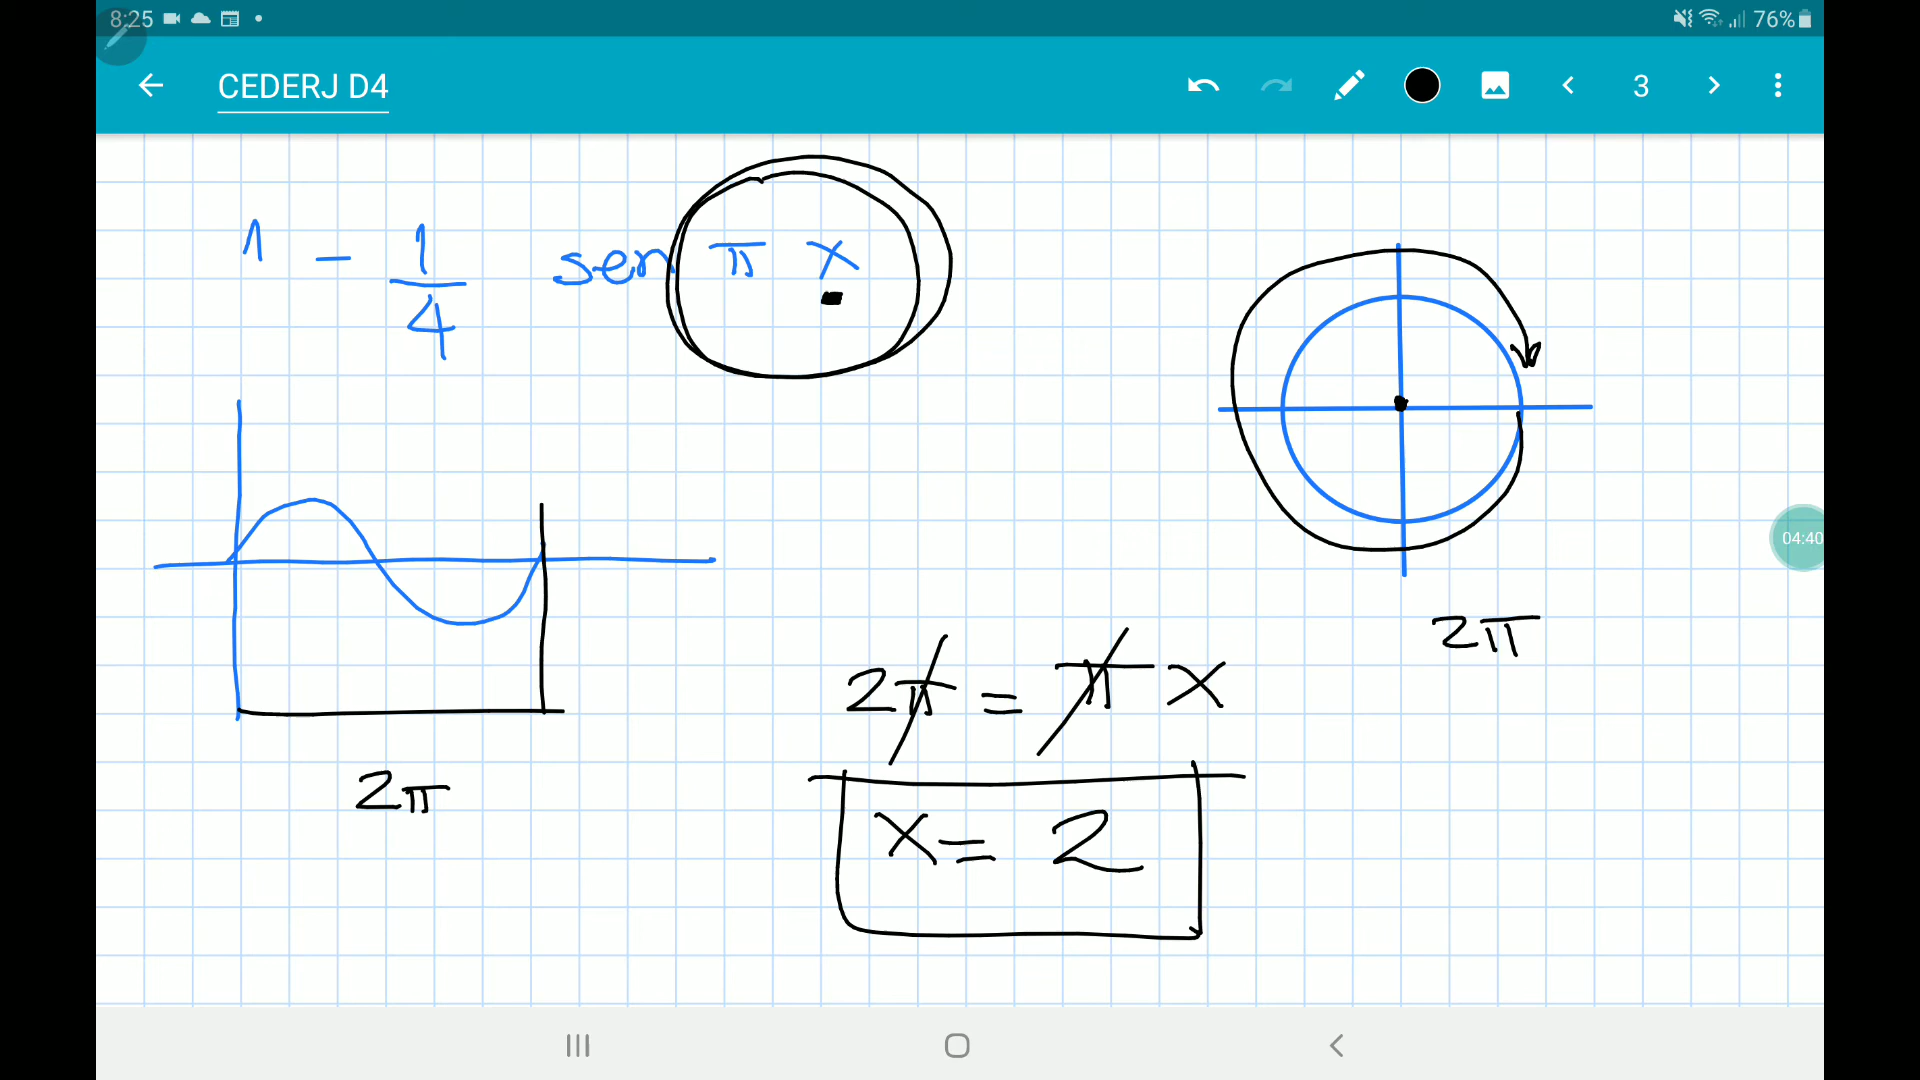 8:25 76%
CEDERJ D4 3
1 - 1/4 sen π x
04:40
2π
2π = π x
2π
x = 2